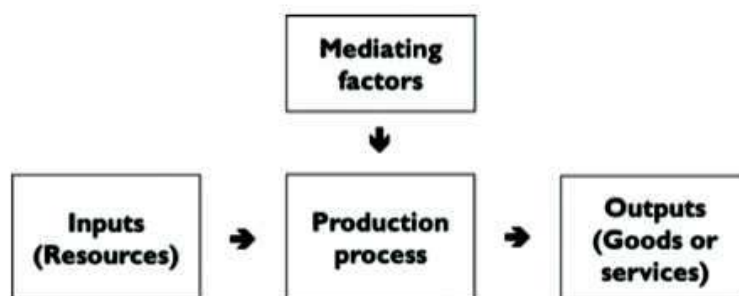 Mediating
factors
Inputs
(Resources)
Production
process
Outputs
(Goods or
services)